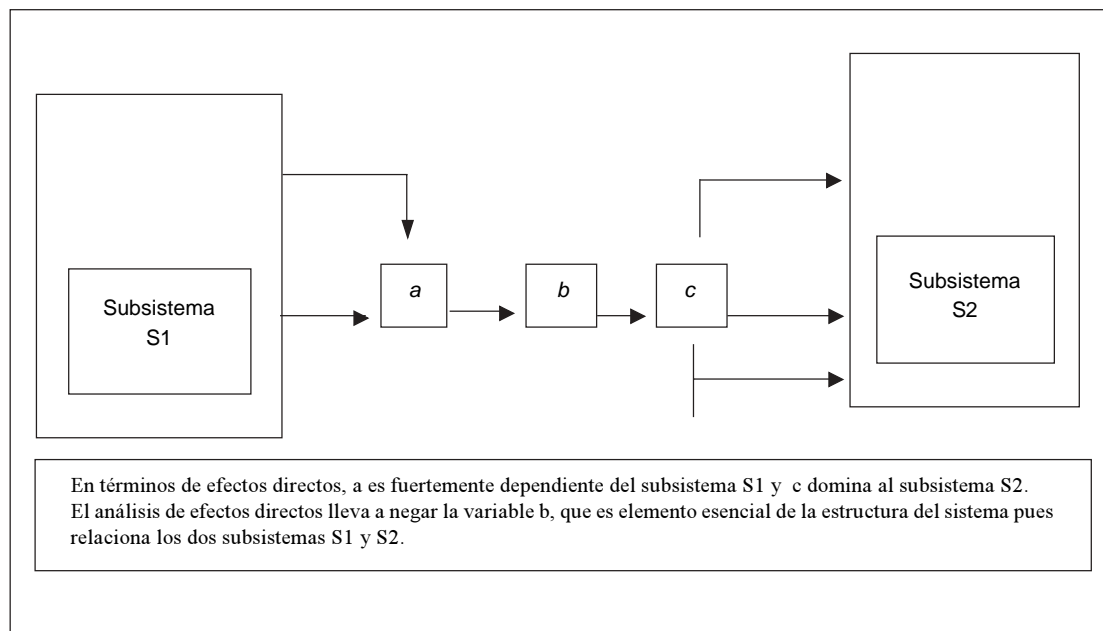 Subsistema
S1
a
b
c
Subsistema
S2
En términos de efectos directos, a es fuertemente dependiente del subsistema S1 y c domina al subsistema S2.
El análisis de efectos directos lleva a negar la variable b, que es elemento esencial de la estructura del sistema pues
relaciona los dos subsistemas S1 y S2.